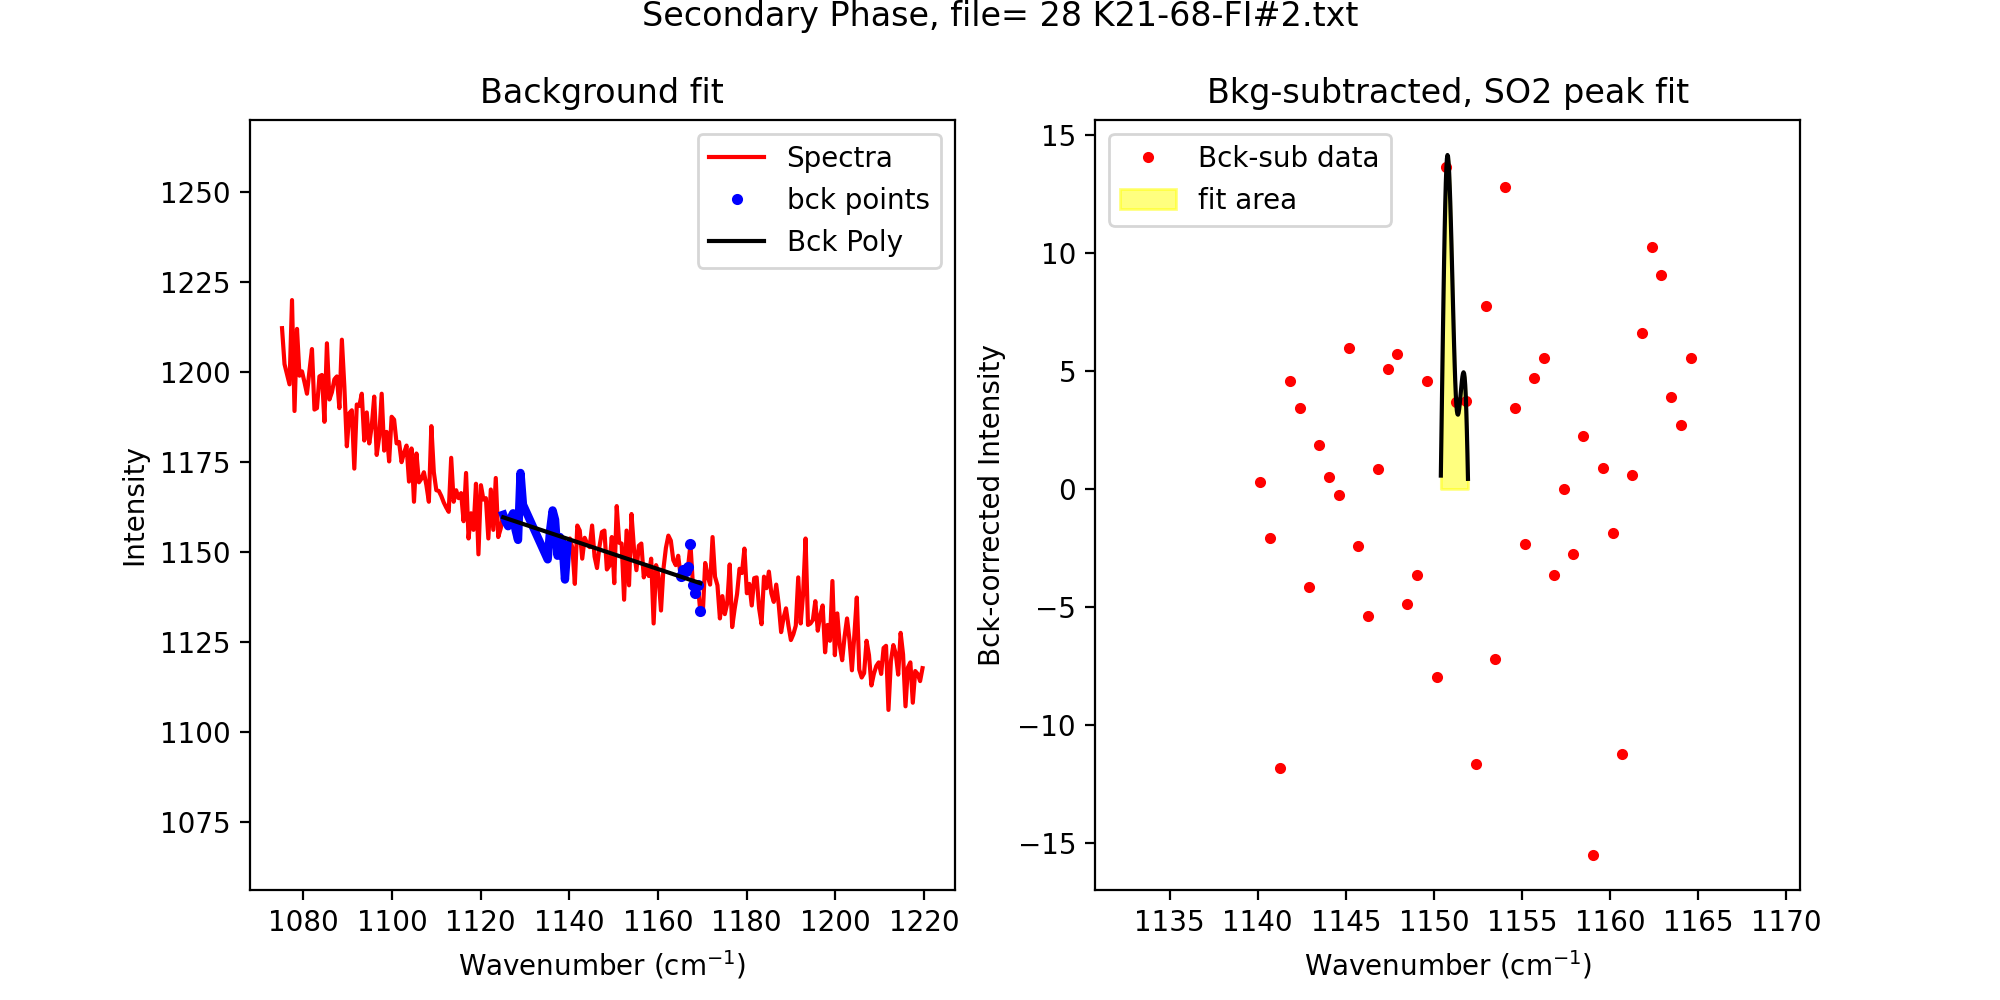 Secondary Phase, file= 28 K21-68-FI#2.txt
Background fit
Spectra
bck points
Bck Poly
Intensity
1250
1225
1200
1175
1150
1125
1100
1075
1080 1100 1120 1140 1160 1180 1200 1220
Wavenumber (cm⁻¹)
Bkg-subtracted, SO2 peak fit
Bck-sub data
fit area
Bck-corrected Intensity
15
10
5
0
−5
−10
−15
1135 1140 1145 1150 1155 1160 1165 1170
Wavenumber (cm⁻¹)